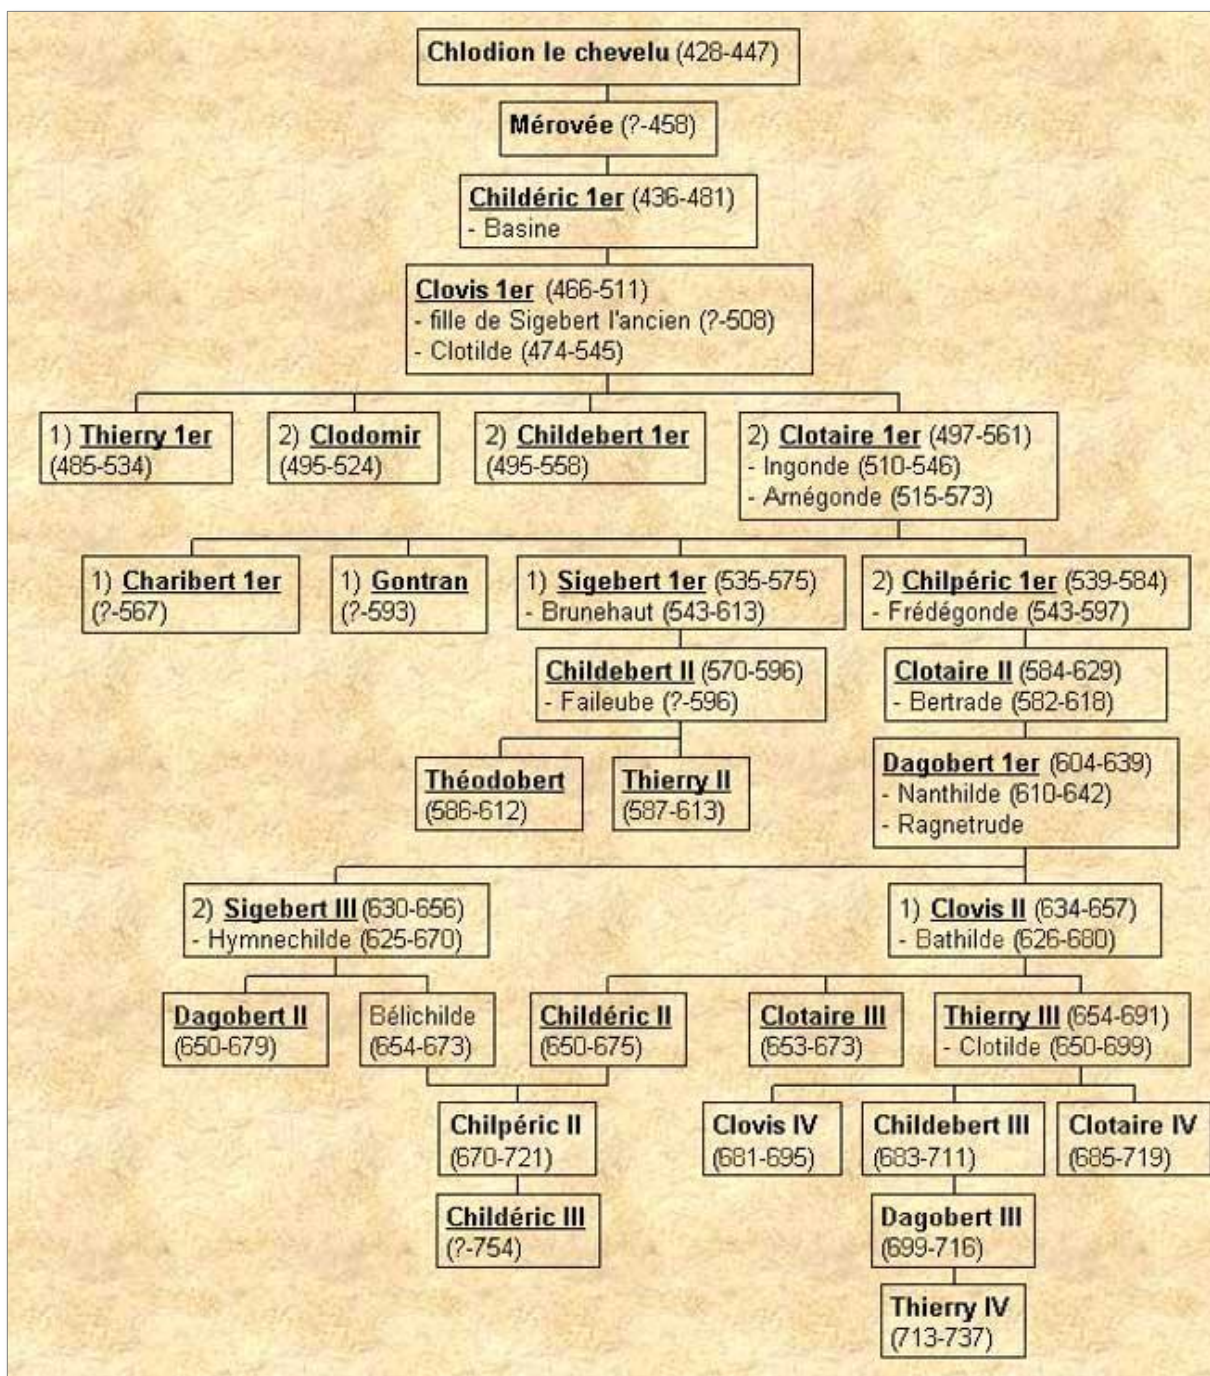 Chlodion le chevelu (428-447)
Mérovée (?-458)
Childéric 1er (436-481)
- Basine
Clovis 1er (466-511)
- fille de Sigebert l'ancien (?-508)
- Clotilde (474-545)
1) Thierry 1er
(485-534)
2) Clodomir
(495-524)
2) Childebert 1er
(495-558)
2) Clotaire 1er (497-561)
- Ingonde (510-546)
- Arnégonde (515-573)
1) Charibert 1er
(?-567)
1) Gontran
(?-593)
1) Sigebert 1er (535-575)
- Brunehaut (543-613)
2) Chilpéric 1er (539-584)
- Frédégonde (543-597)
Childebert II (570-596)
- Faileube (?-596)
Clotaire II (584-629)
- Bertrade (582-618)
Théodobert
(586-612)
Thierry II
(587-613)
Dagobert 1er (604-639)
- Nanthilde (610-642)
- Ragnetrude
2) Sigebert III (630-656)
- Hymnechilde (625-670)
1) Clovis II (634-657)
- Bathilde (626-680)
Dagobert II
(650-679)
Bélichilde
(654-673)
Childéric II
(650-675)
Clotaire III
(653-673)
Thierry III (654-691)
- Clotilde (650-699)
Chilpéric II
(670-721)
Clovis IV
(681-695)
Childebert III
(683-711)
Clotaire IV
(685-719)
Childéric III
(?-754)
Dagobert III
(699-716)
Thierry IV
(713-737)